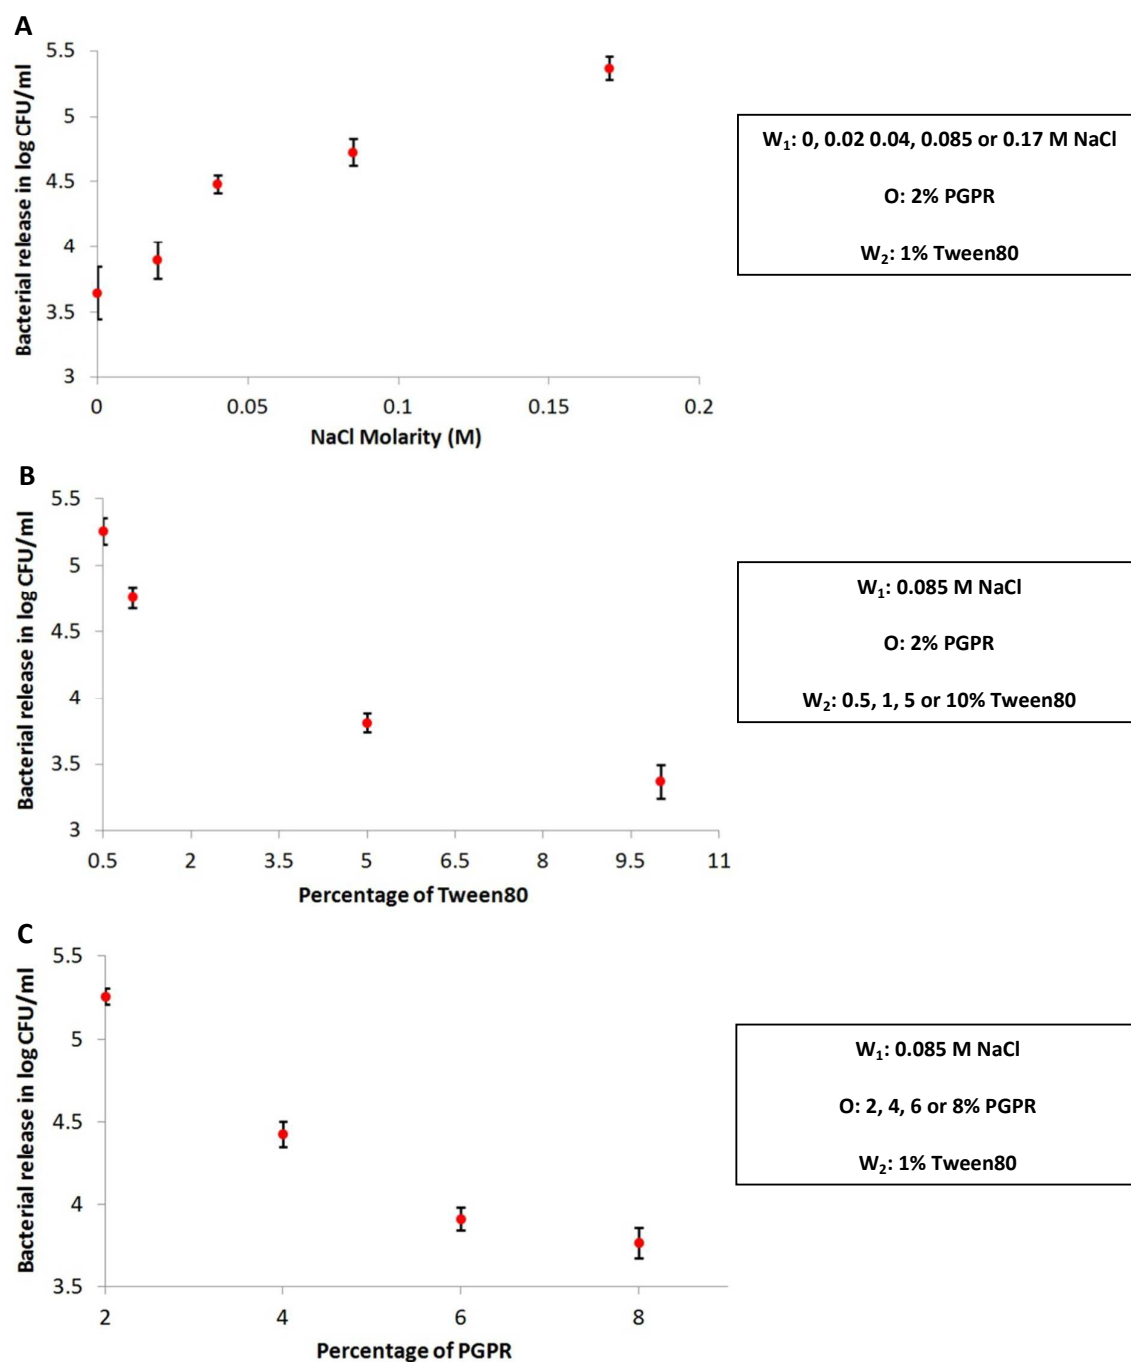 A
Bacterial release in log CFU/ml
5.5
5
4.5
4
3.5
3
0
0.05
0.1
0.15
0.2
NaCl Molarity (M)
W₁: 0, 0.02 0.04, 0.085 or 0.17 M NaCl
O: 2% PGPR
W₂: 1% Tween80
B
Bacterial release in log CFU/ml
5.5
5
4.5
4
3.5
3
0.5
2
3.5
5
6.5
8
9.5
11
Percentage of Tween80
W₁: 0.085 M NaCl
O: 2% PGPR
W₂: 0.5, 1, 5 or 10% Tween80
C
Bacterial release in log CFU/ml
5.5
5
4.5
4
3.5
2
4
6
8
Percentage of PGPR
W₁: 0.085 M NaCl
O: 2, 4, 6 or 8% PGPR
W₂: 1% Tween80